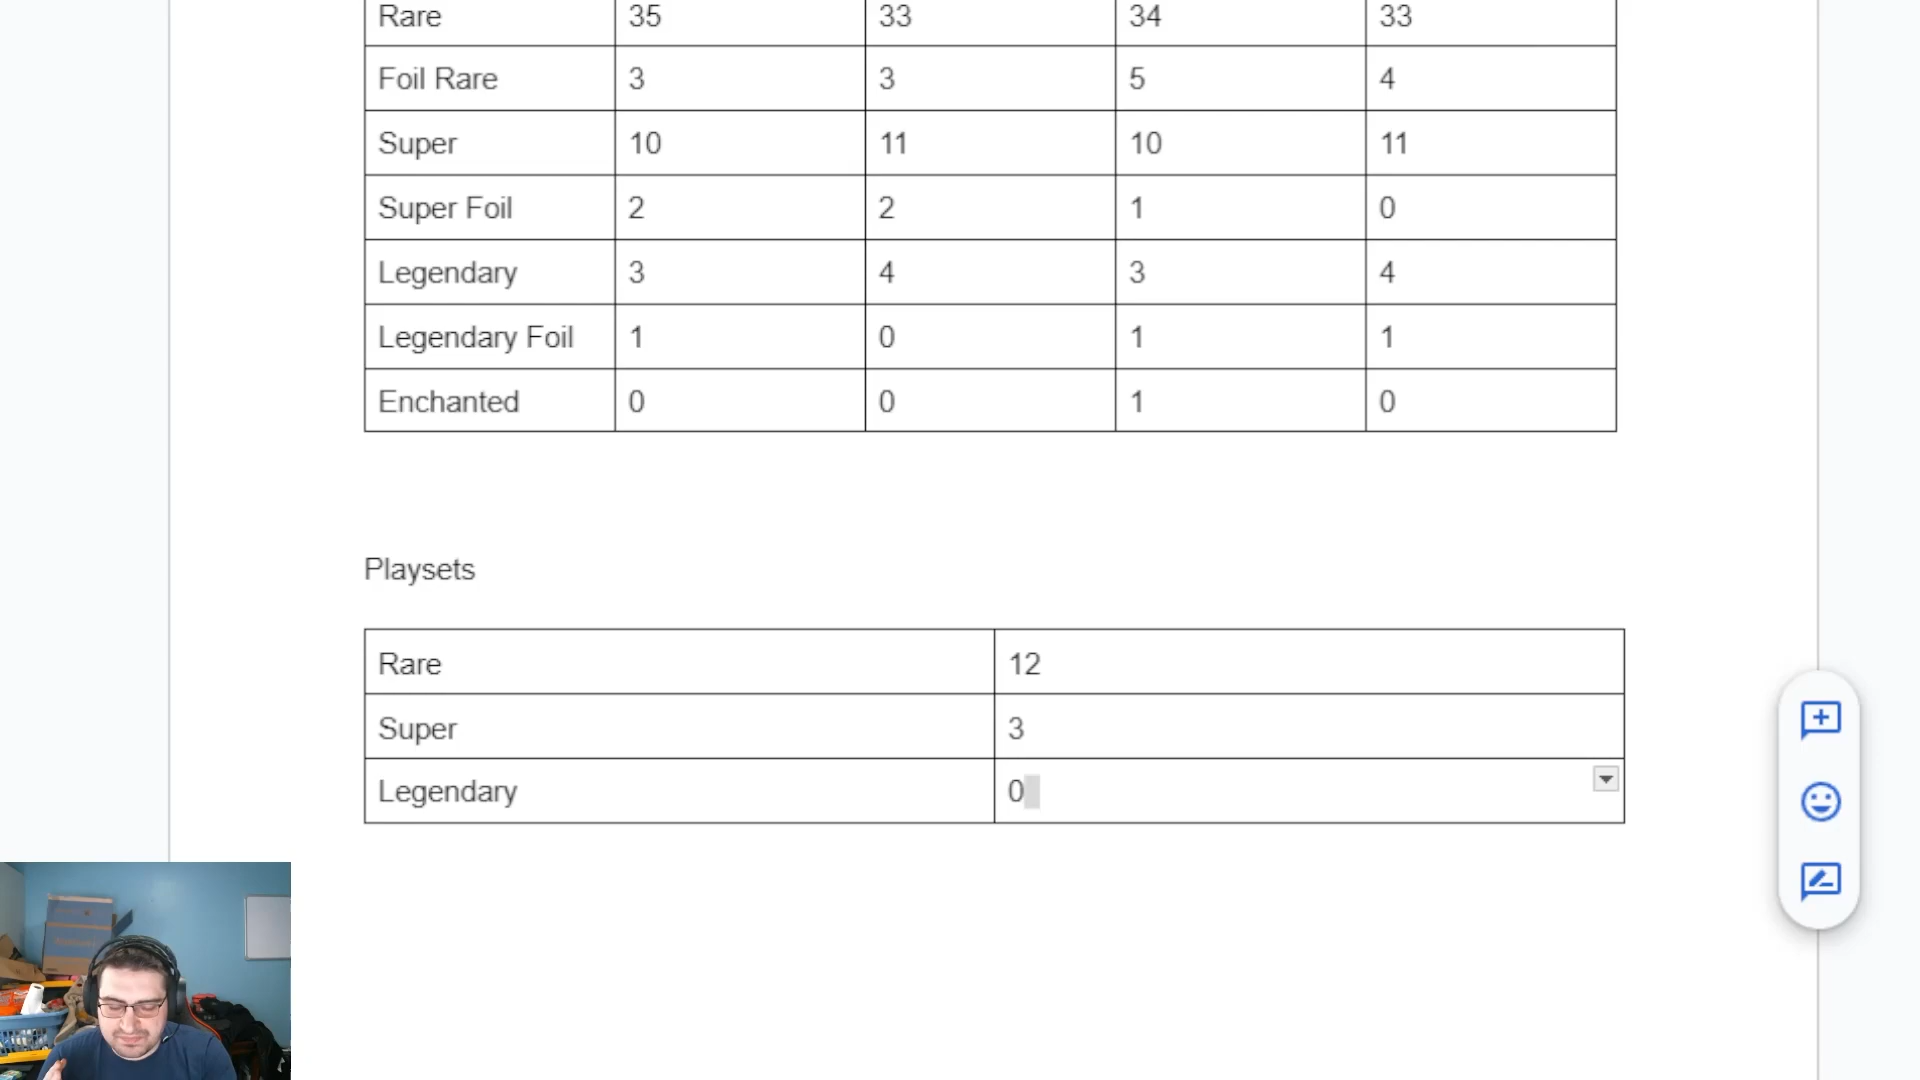 Rare 35 33 34 33
Foil Rare 3 3 5 4
Super 10 11 10 11
Super Foil 2 2 1 0
Legendary 3 4 3 4
Legendary Foil 1 0 1 1
Enchanted 0 0 1 0
Playsets
Rare 12
Super 3
Legendary 0